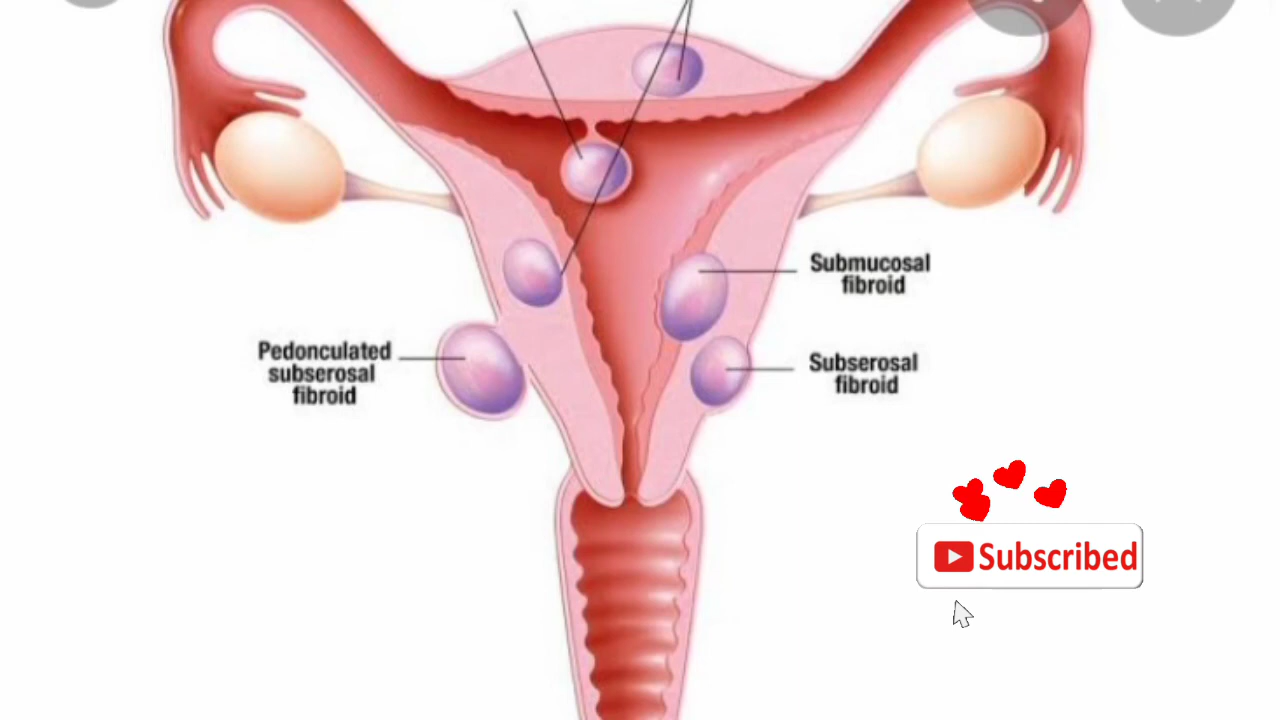 Submucosal
fibroid
Pedonculated
subserosal
fibroid
Subserosal
fibroid
Subscribed